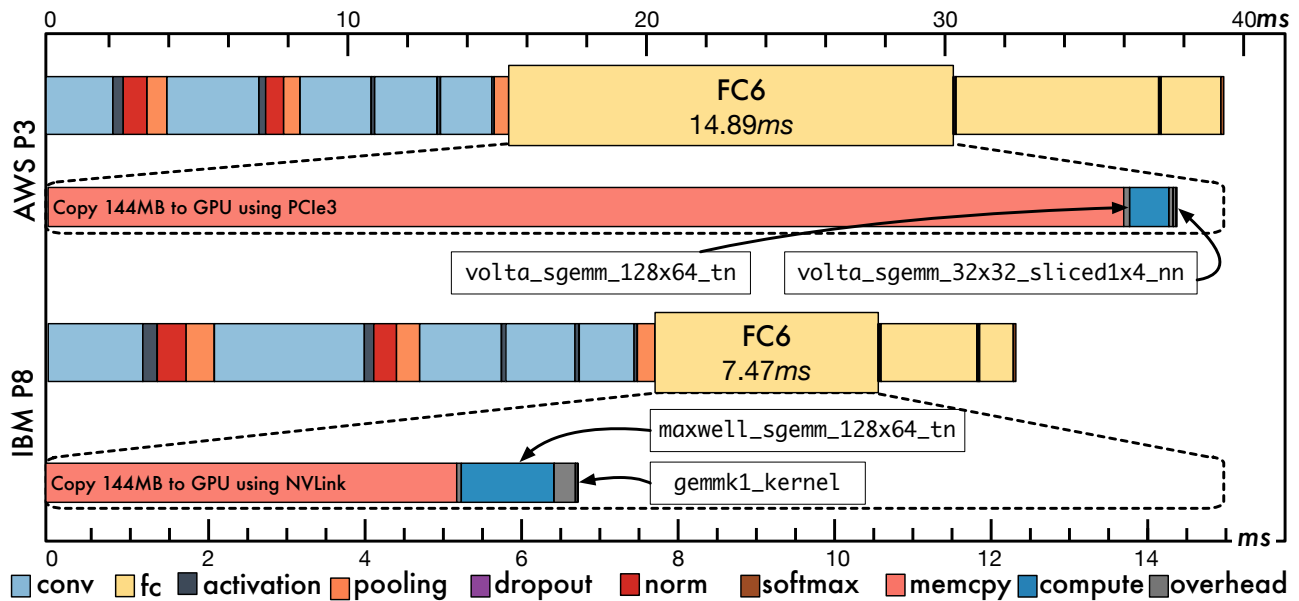 0 10 20 30 40ms
AWS P3
FC6
14.89ms
Copy 144MB to GPU using PCIe3
volta_sgemm_128x64_tn
volta_sgemm_32x32_sliced1x4_nn
IBM P8
FC6
7.47ms
maxwell_sgemm_128x64_tn
Copy 144MB to GPU using NVLink
gemmk1_kernel
0 2 4 6 8 10 12 14 ms
conv fc activation pooling dropout norm softmax memcpy compute overhead